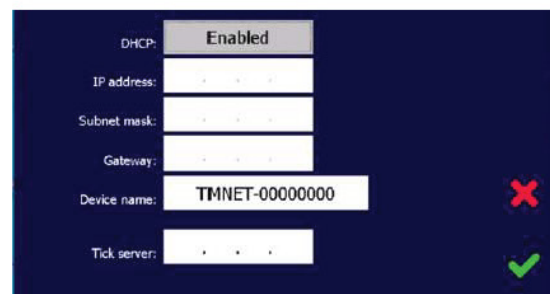 DHCP: Enabled
IP address: . . .
Subnet mask: . . .
Gateway: . . .
Device name: TMNET-00000000
Tick server: . . .